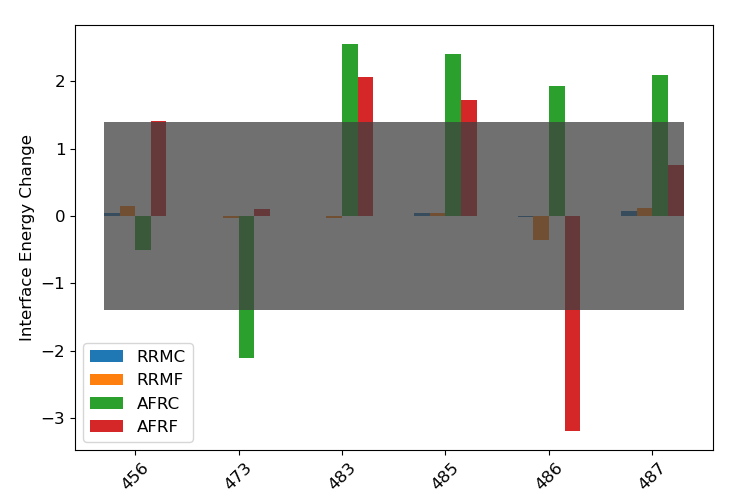 Interface Energy Change
2
1
0
−1
−2
−3
RRMC
RRMF
AFRC
AFRF
456
473
483
485
486
487